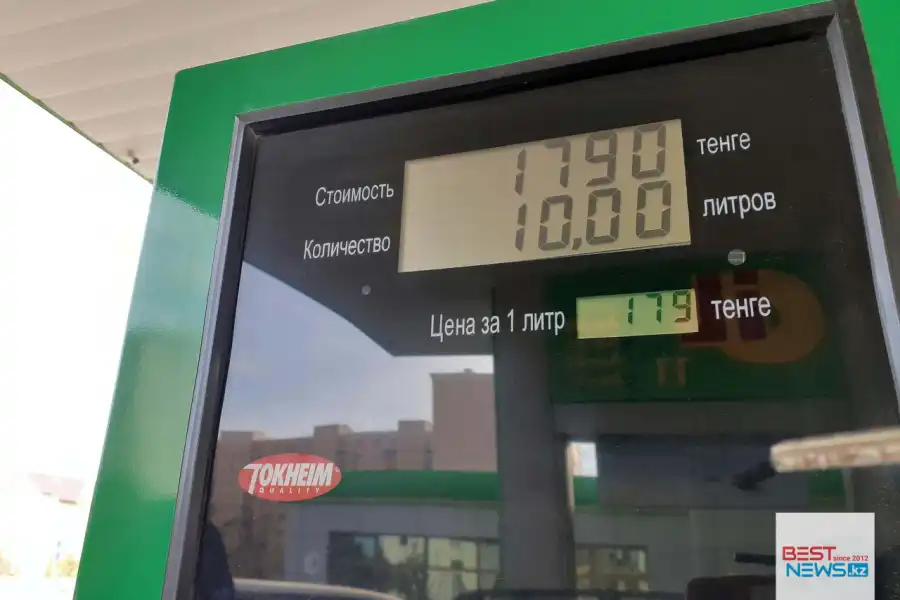 Стоимость 1790 тенге
Количество 10,00 литров
Цена за 1 литр 179 тенге
TOKHEIM
QUALITY
BEST since 2012
NEWS.kz